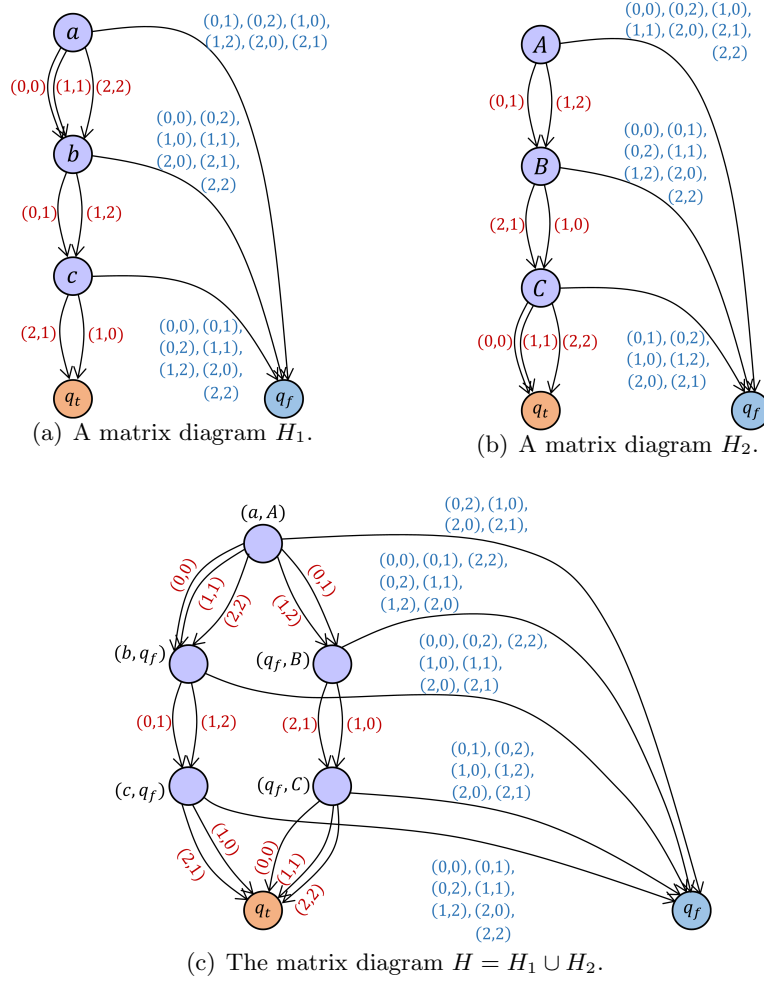 a
(0,1), (0,2), (1,0),
(1,2), (2,0), (2,1)
(0,0) (1,1) (2,2)
b
(0,0), (0,2),
(1,0), (1,1),
(2,0), (2,1),
(2,2)
(0,1) (1,2)
c
(0,0), (0,1),
(0,2), (1,1),
(1,2), (2,0),
(2,2)
(2,1) (1,0)
q_t q_f
(a) A matrix diagram H_1.
A
(0,0), (0,2), (1,0),
(1,1), (2,0), (2,1),
(2,2)
(0,1) (1,2)
B
(0,0), (0,1),
(0,2), (1,1),
(1,2), (2,0),
(2,2)
(2,1) (1,0)
C
(0,1), (0,2),
(1,0), (1,2),
(2,0), (2,1)
(0,0) (1,1) (2,2)
q_t q_f
(b) A matrix diagram H_2.
(a, A)
(0,2), (1,0),
(2,0), (2,1),
(0,0) (1,1) (2,2) (1,2) (0,1)
(0,0), (0,1), (2,2),
(0,2), (1,1),
(1,2), (2,0)
(b, q_f) (q_f, B)
(0,0), (0,2), (2,2),
(1,0), (1,1),
(2,0), (2,1)
(0,1) (1,2) (2,1) (1,0)
(0,1), (0,2),
(1,0), (1,2),
(2,0), (2,1)
(c, q_f) (q_f, C)
(2,1) (1,0) (0,0) (1,1) (2,2)
(0,0), (0,1),
(0,2), (1,1),
(1,2), (2,0),
(2,2)
q_t q_f
(c) The matrix diagram H = H_1 ∪ H_2.